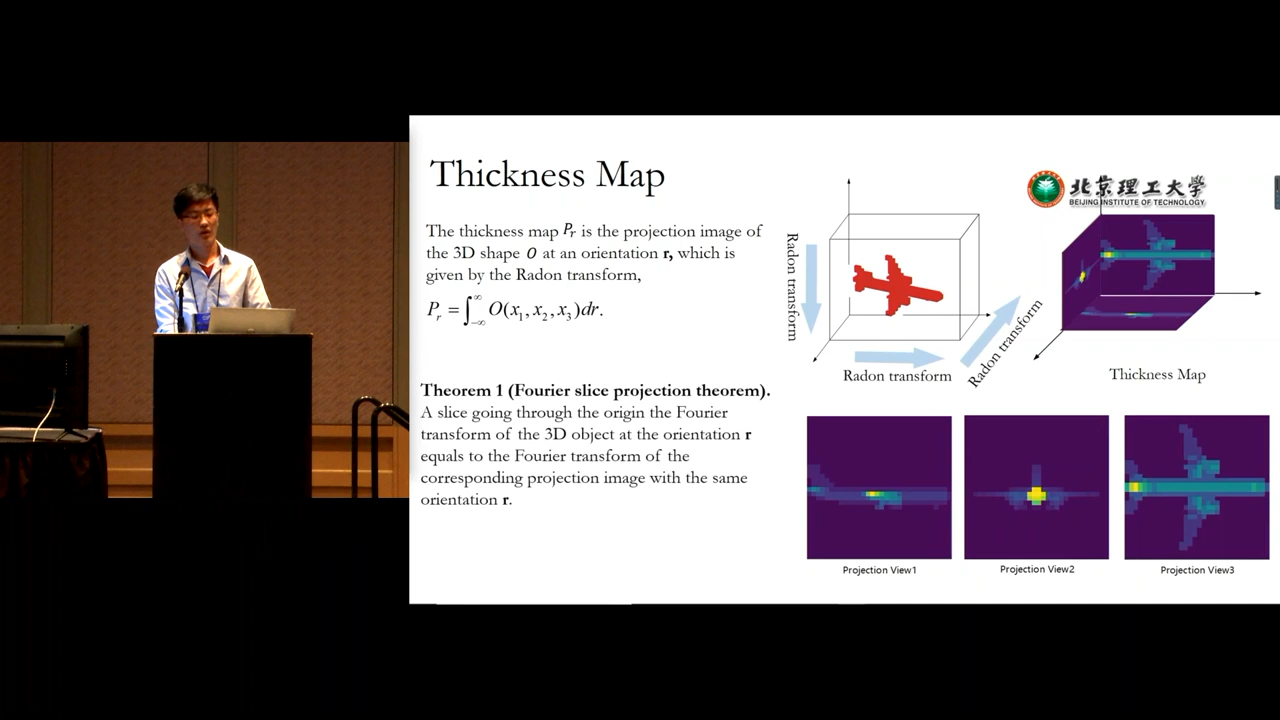 Thickness Map
The thickness map Pᵣ is the projection image of
the 3D shape O at an orientation r, which is
given by the Radon transform,
Pᵣ = ∫_{-∞}^{∞} O(x₁, x₂, x₃)dr.
Theorem 1 (Fourier slice projection theorem).
A slice going through the origin the Fourier
transform of the 3D object at the orientation r
equals to the Fourier transform of the
corresponding projection image with the same
orientation r.
Radon transform
Radon transform
Radon transform
北京理工大学
BEIJING INSTITUTE OF TECHNOLOGY
Thickness Map
Projection View1
Projection View2
Projection View3